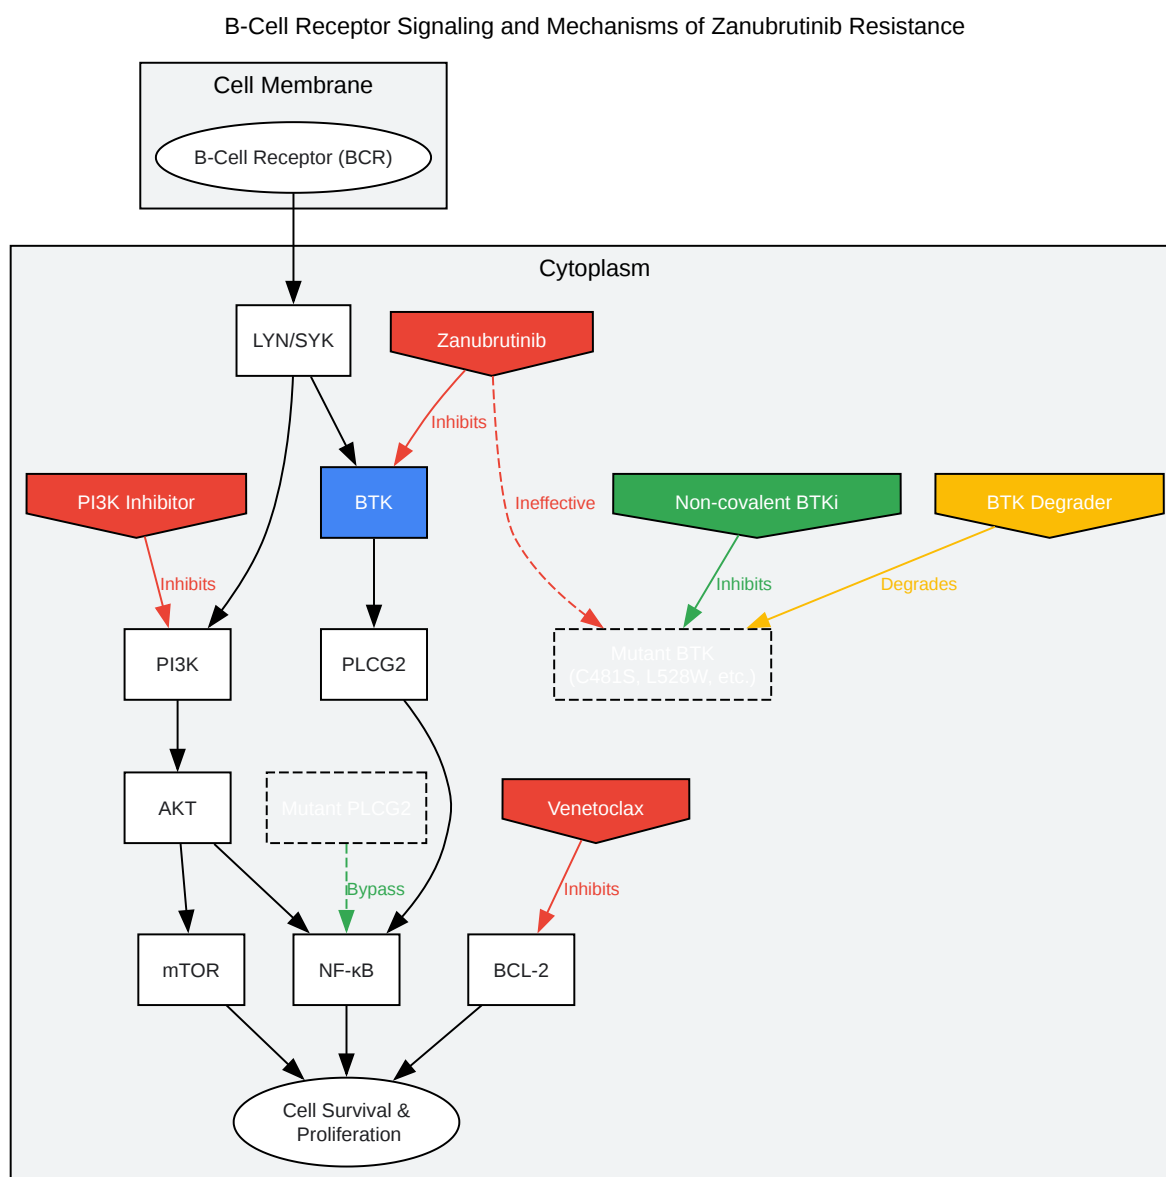 B-Cell Receptor Signaling and Mechanisms of Zanubrutinib Resistance
Cell Membrane
B-Cell Receptor (BCR)
Cytoplasm
LYN/SYK
Zanubrutinib
Inhibits
PI3K Inhibitor
BTK
Ineffective
Non-covalent BTKi
BTK Degrader
Inhibits
Inhibits
Degrades
PI3K
PLCG2
Mutant BTK
(C481S, L528W, etc.)
AKT
Mutant PLCG2
Venetoclax
Bypass
Inhibits
mTOR
NF-κB
BCL-2
Cell Survival &
Proliferation